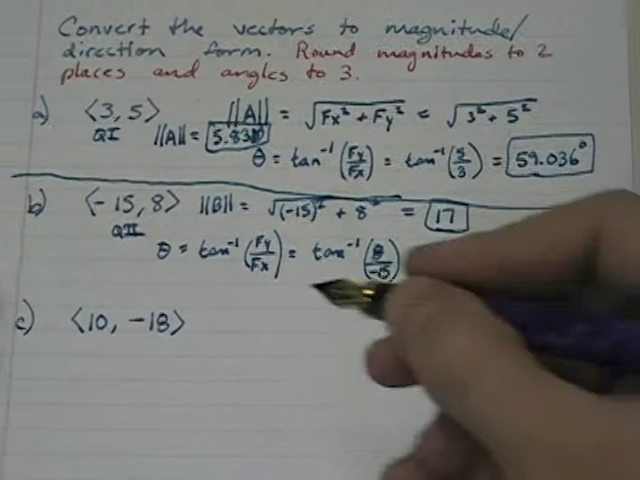 Convert the vectors to magnitude/
direction form. Round magnitudes to 2
places and angles to 3.
a) ⟨3, 5⟩ ||A|| = √Fx² + Fy² = √3² + 5²
QI ||A|| = 5.83
θ = tan⁻¹(Fy/Fx) = tan⁻¹(5/3) = 59.036°
b) ⟨-15, 8⟩ ||B|| = √(-15)² + 8² = 17
QII
θ = tan⁻¹(Fy/Fx) = tan⁻¹(8/-15)
c) ⟨10, -18⟩